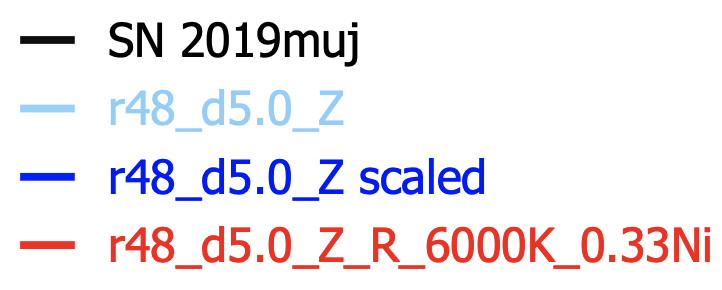 SN 2019muj
r48_d5.0_Z
r48_d5.0_Z scaled
r48_d5.0_Z_R_6000K_0.33Ni